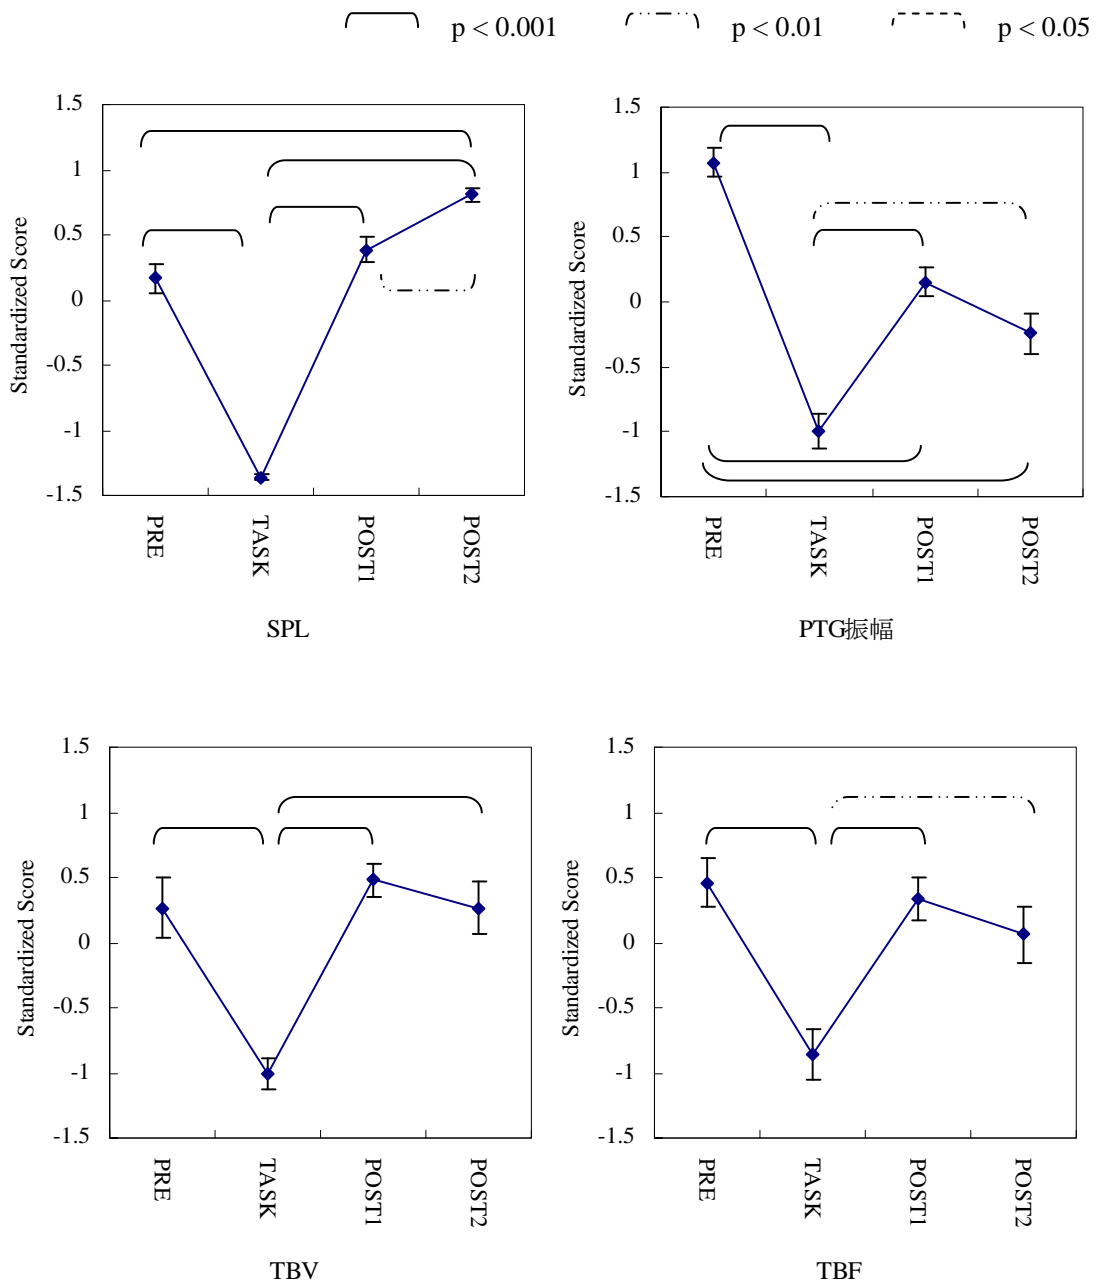 p < 0.001 p < 0.01 p < 0.05
1.5
1
0.5
0
-0.5
-1
-1.5
Standardized Score
PRE
TASK
POST1
POST2
SPL
1.5
1
0.5
0
-0.5
-1
-1.5
Standardized Score
PRE
TASK
POST1
POST2
PTG振幅
1.5
1
0.5
0
-0.5
-1
-1.5
Standardized Score
PRE
TASK
POST1
POST2
TBV
1.5
1
0.5
0
-0.5
-1
-1.5
Standardized Score
PRE
TASK
POST1
POST2
TBF